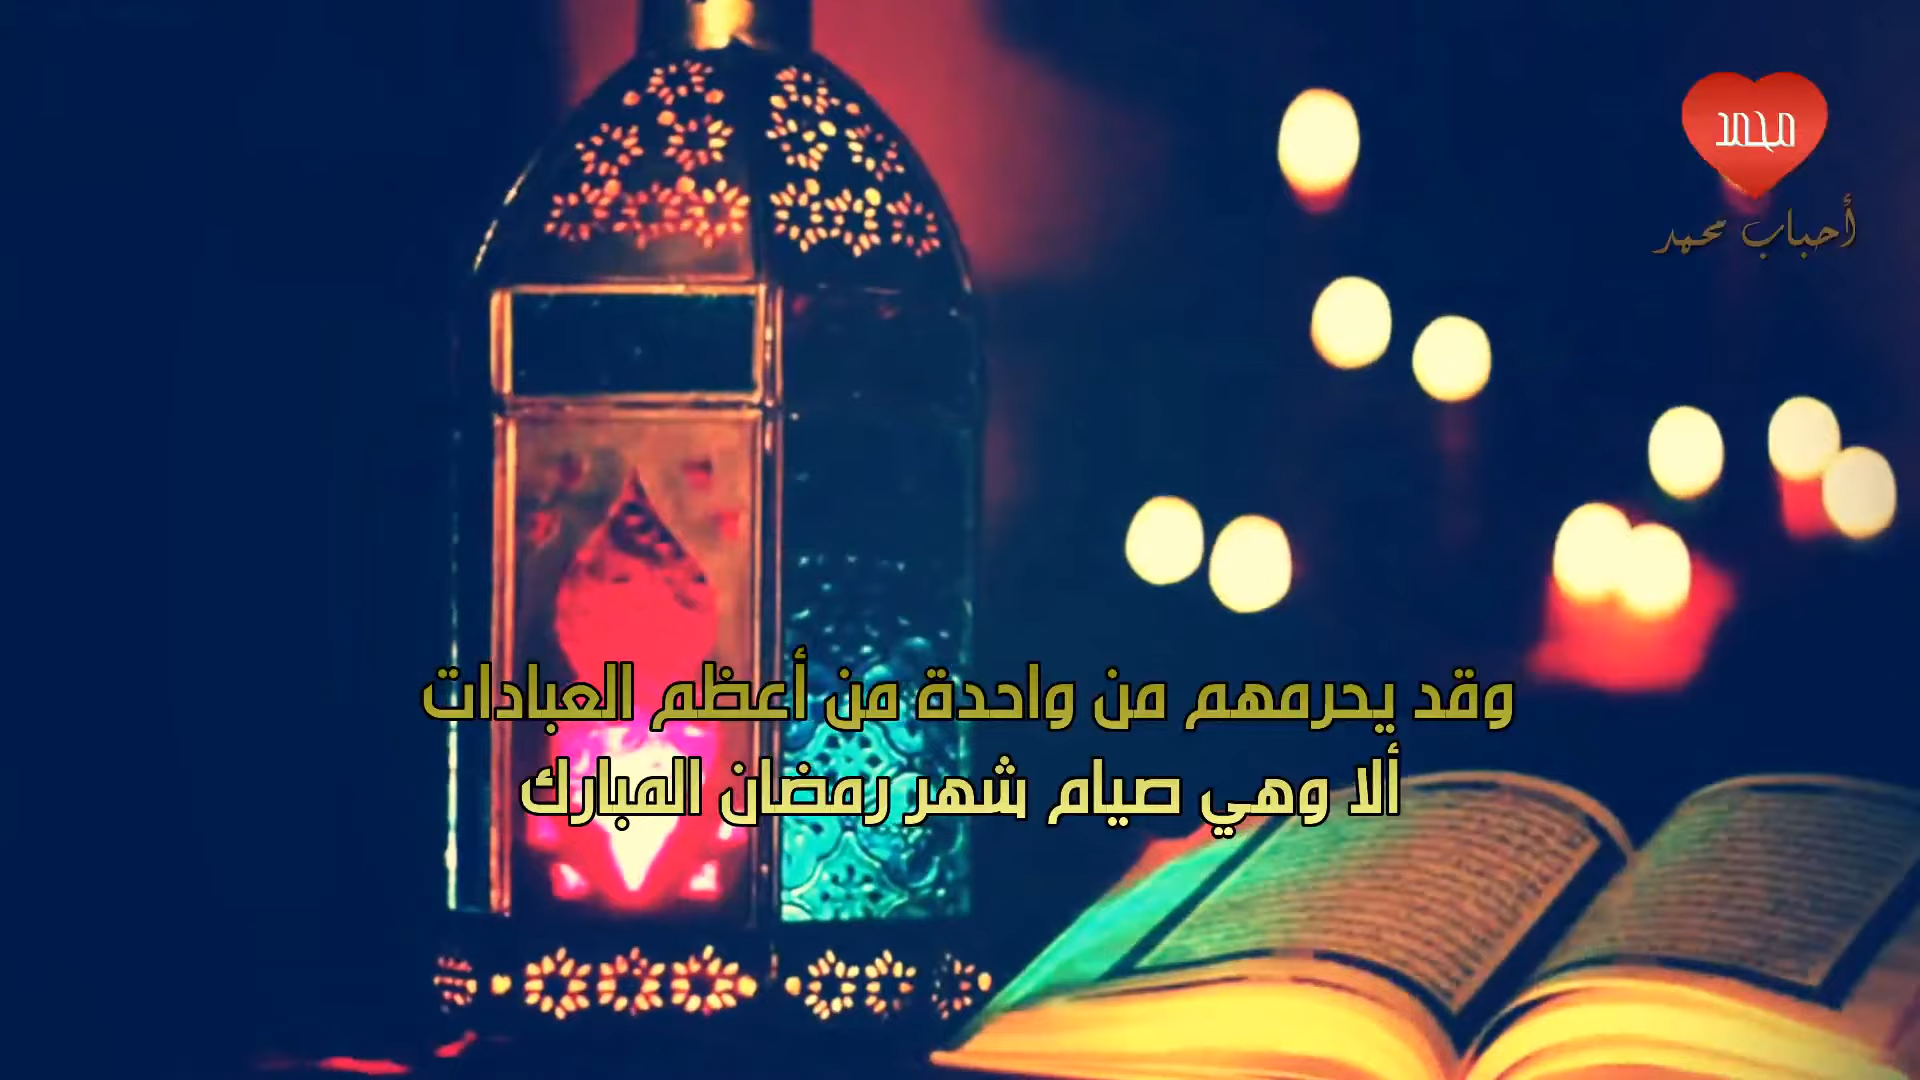 محمد
أحباب محمد
وقد يحرمهم من واحدة من أعظم العبادات
ألا وهي صيام شهر رمضان المبارك